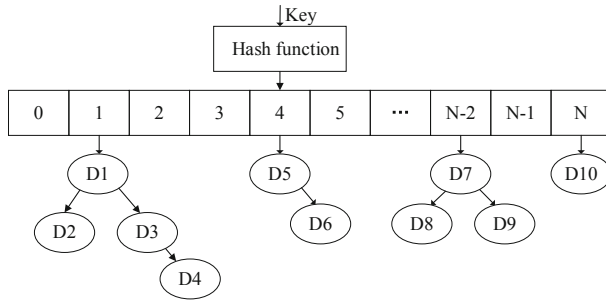 Key
Hash function
0 1 2 3 4 5 ... N-2 N-1 N
D1 D5 D7 D10
D2 D3 D6 D8 D9
D4